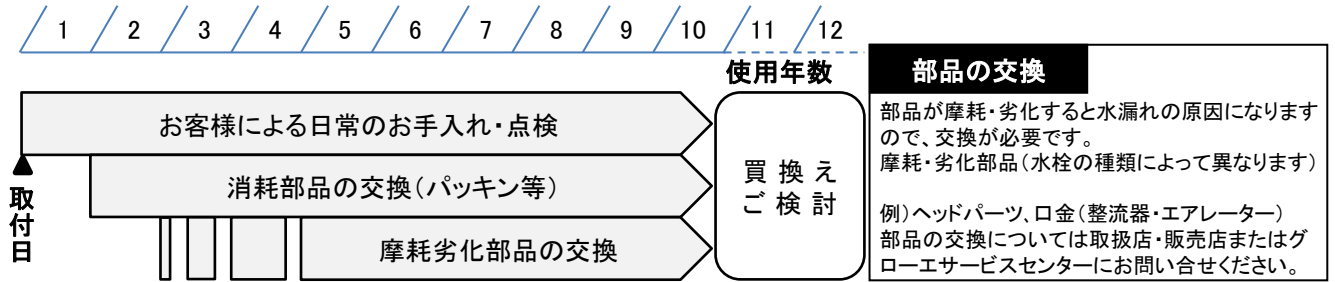 1 2 3 4 5 6 7 8 9 10 11 12
使用年数
お客様による日常のお手入れ・点検
取付日
消耗部品の交換（パッキン等）
摩耗劣化部品の交換
買換え
ご検討
部品の交換
部品が摩耗・劣化すると水漏れの原因になります
ので、交換が必要です。
摩耗・劣化部品（水栓の種類によって異なります）
例）ヘッドパーツ、口金（整流器・エアレーター）
部品の交換については取扱店・販売店またはグ
ローエサービスセンターにお問い合せください。